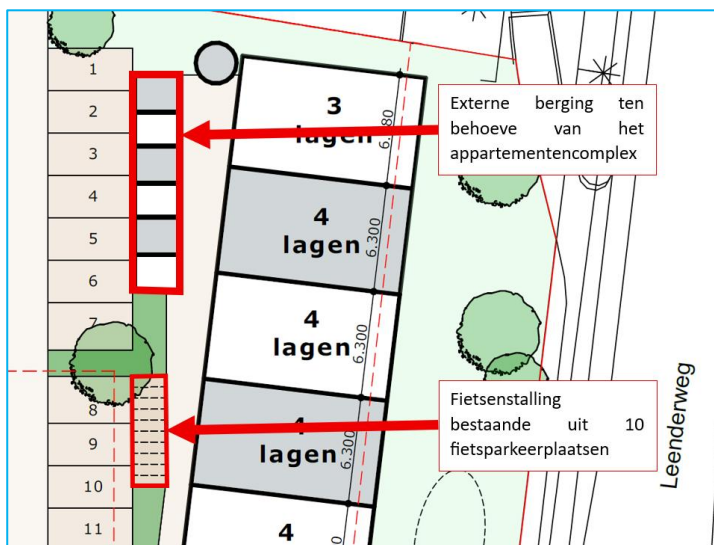 1
2
3
4
5
6
7
8
9
10
11
3
lagen
4
lagen
6.300
4
lagen
6.300
4
lagen
6.300
4
Externe berging ten
behoeve van het
appartementencomplex
Fietsenstalling
bestaande uit 10
fietsparkeerplaatsen
Leenderweg